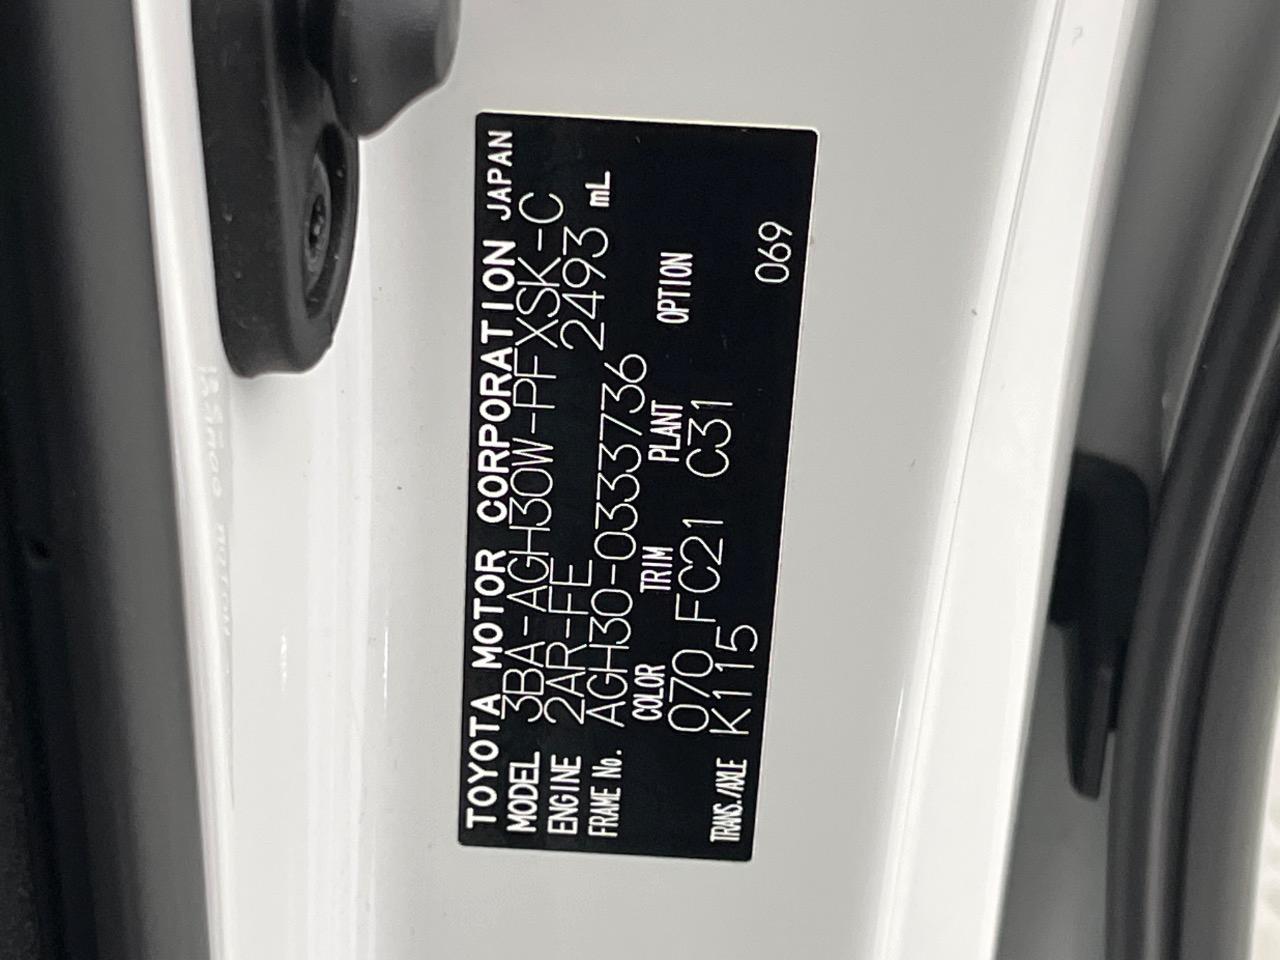 TOYOTA MOTOR CORPORATION JAPAN
MODEL 3BA-AGH30W-PFXSK-C
ENGINE 2AR-FE 2493 mL
FRAME No. AGH30-0333736
COLOR TRIM PLANT OPTION
070 FC21 C31
TRANS./AXLE K115 069